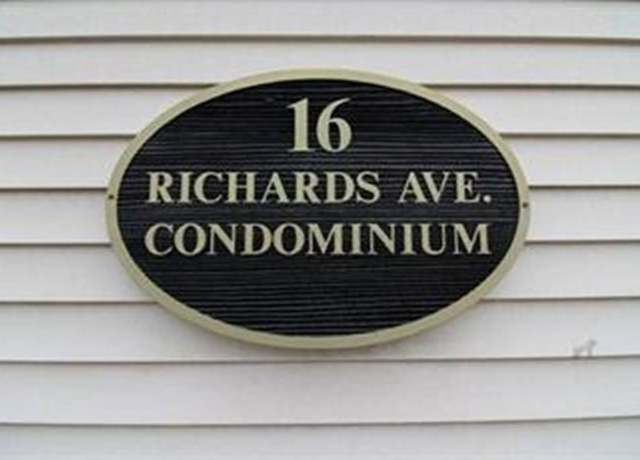 16
RICHARDS AVE.
CONDOMINIUM